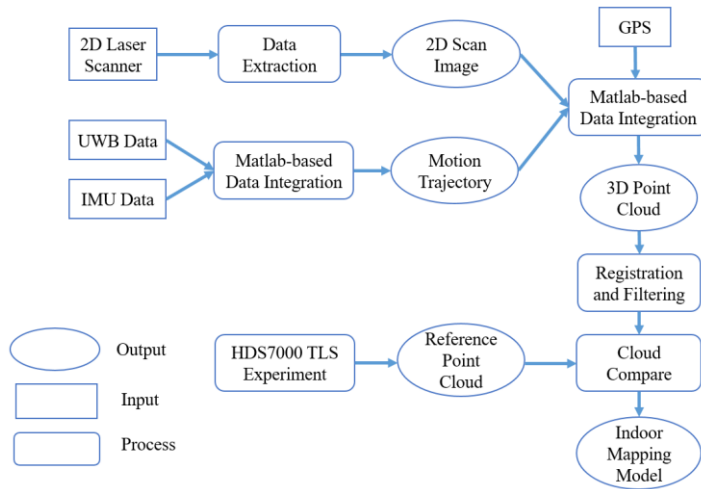 2D Laser
Scanner
Data
Extraction
2D Scan
Image
GPS
Matlab-based
Data Integration
UWB Data
IMU Data
Matlab-based
Data Integration
Motion
Trajectory
3D Point
Cloud
Registration
and Filtering
HDS7000 TLS
Experiment
Reference
Point
Cloud
Cloud
Compare
Indoor
Mapping
Model
Output
Input
Process